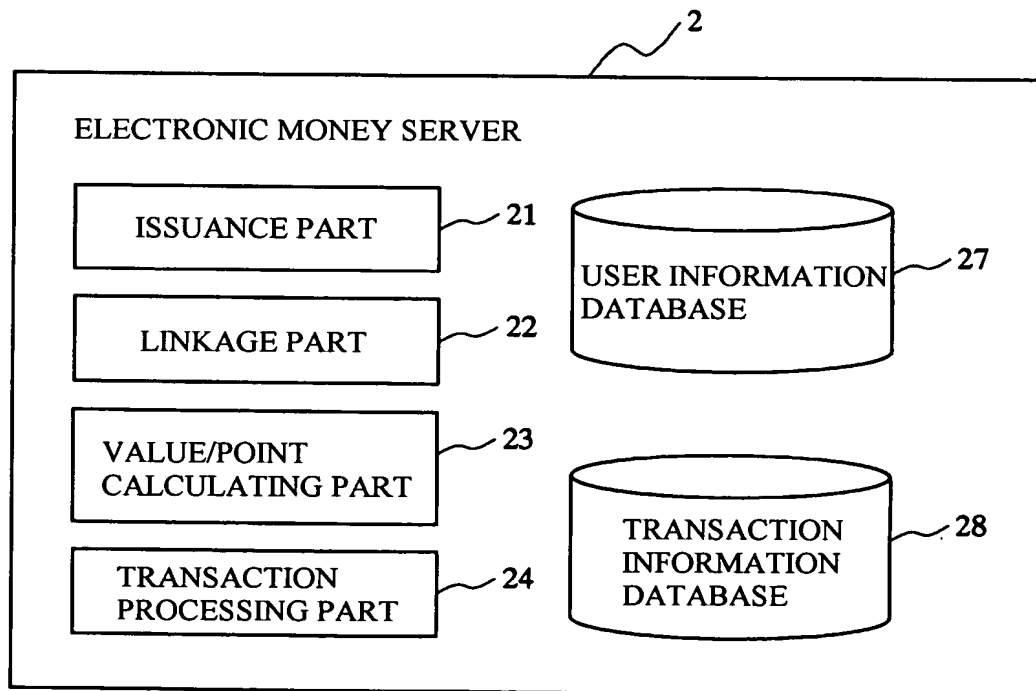 2
ELECTRONIC MONEY SERVER
ISSUANCE PART
21
LINKAGE PART
22
VALUE/POINT
CALCULATING PART
23
TRANSACTION
PROCESSING PART
24
USER INFORMATION
DATABASE
27
TRANSACTION
INFORMATION
DATABASE
28